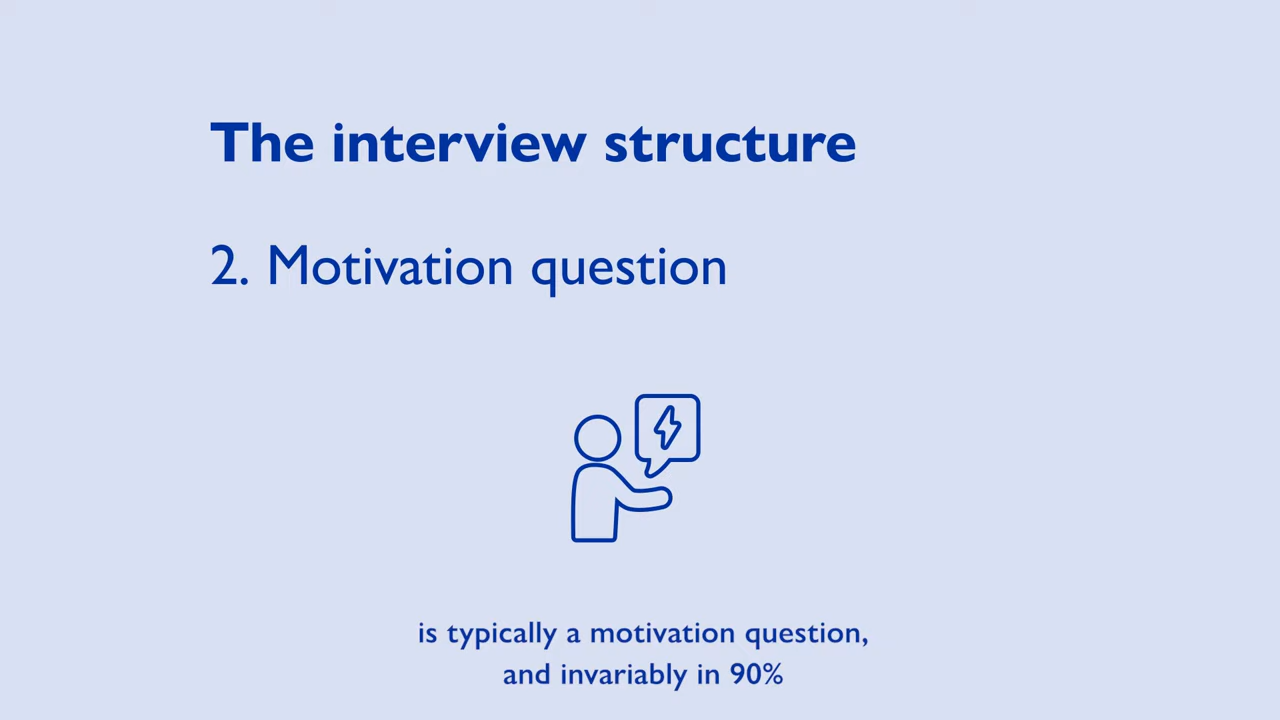 The interview structure
2. Motivation question
is typically a motivation question,
and invariably in 90%